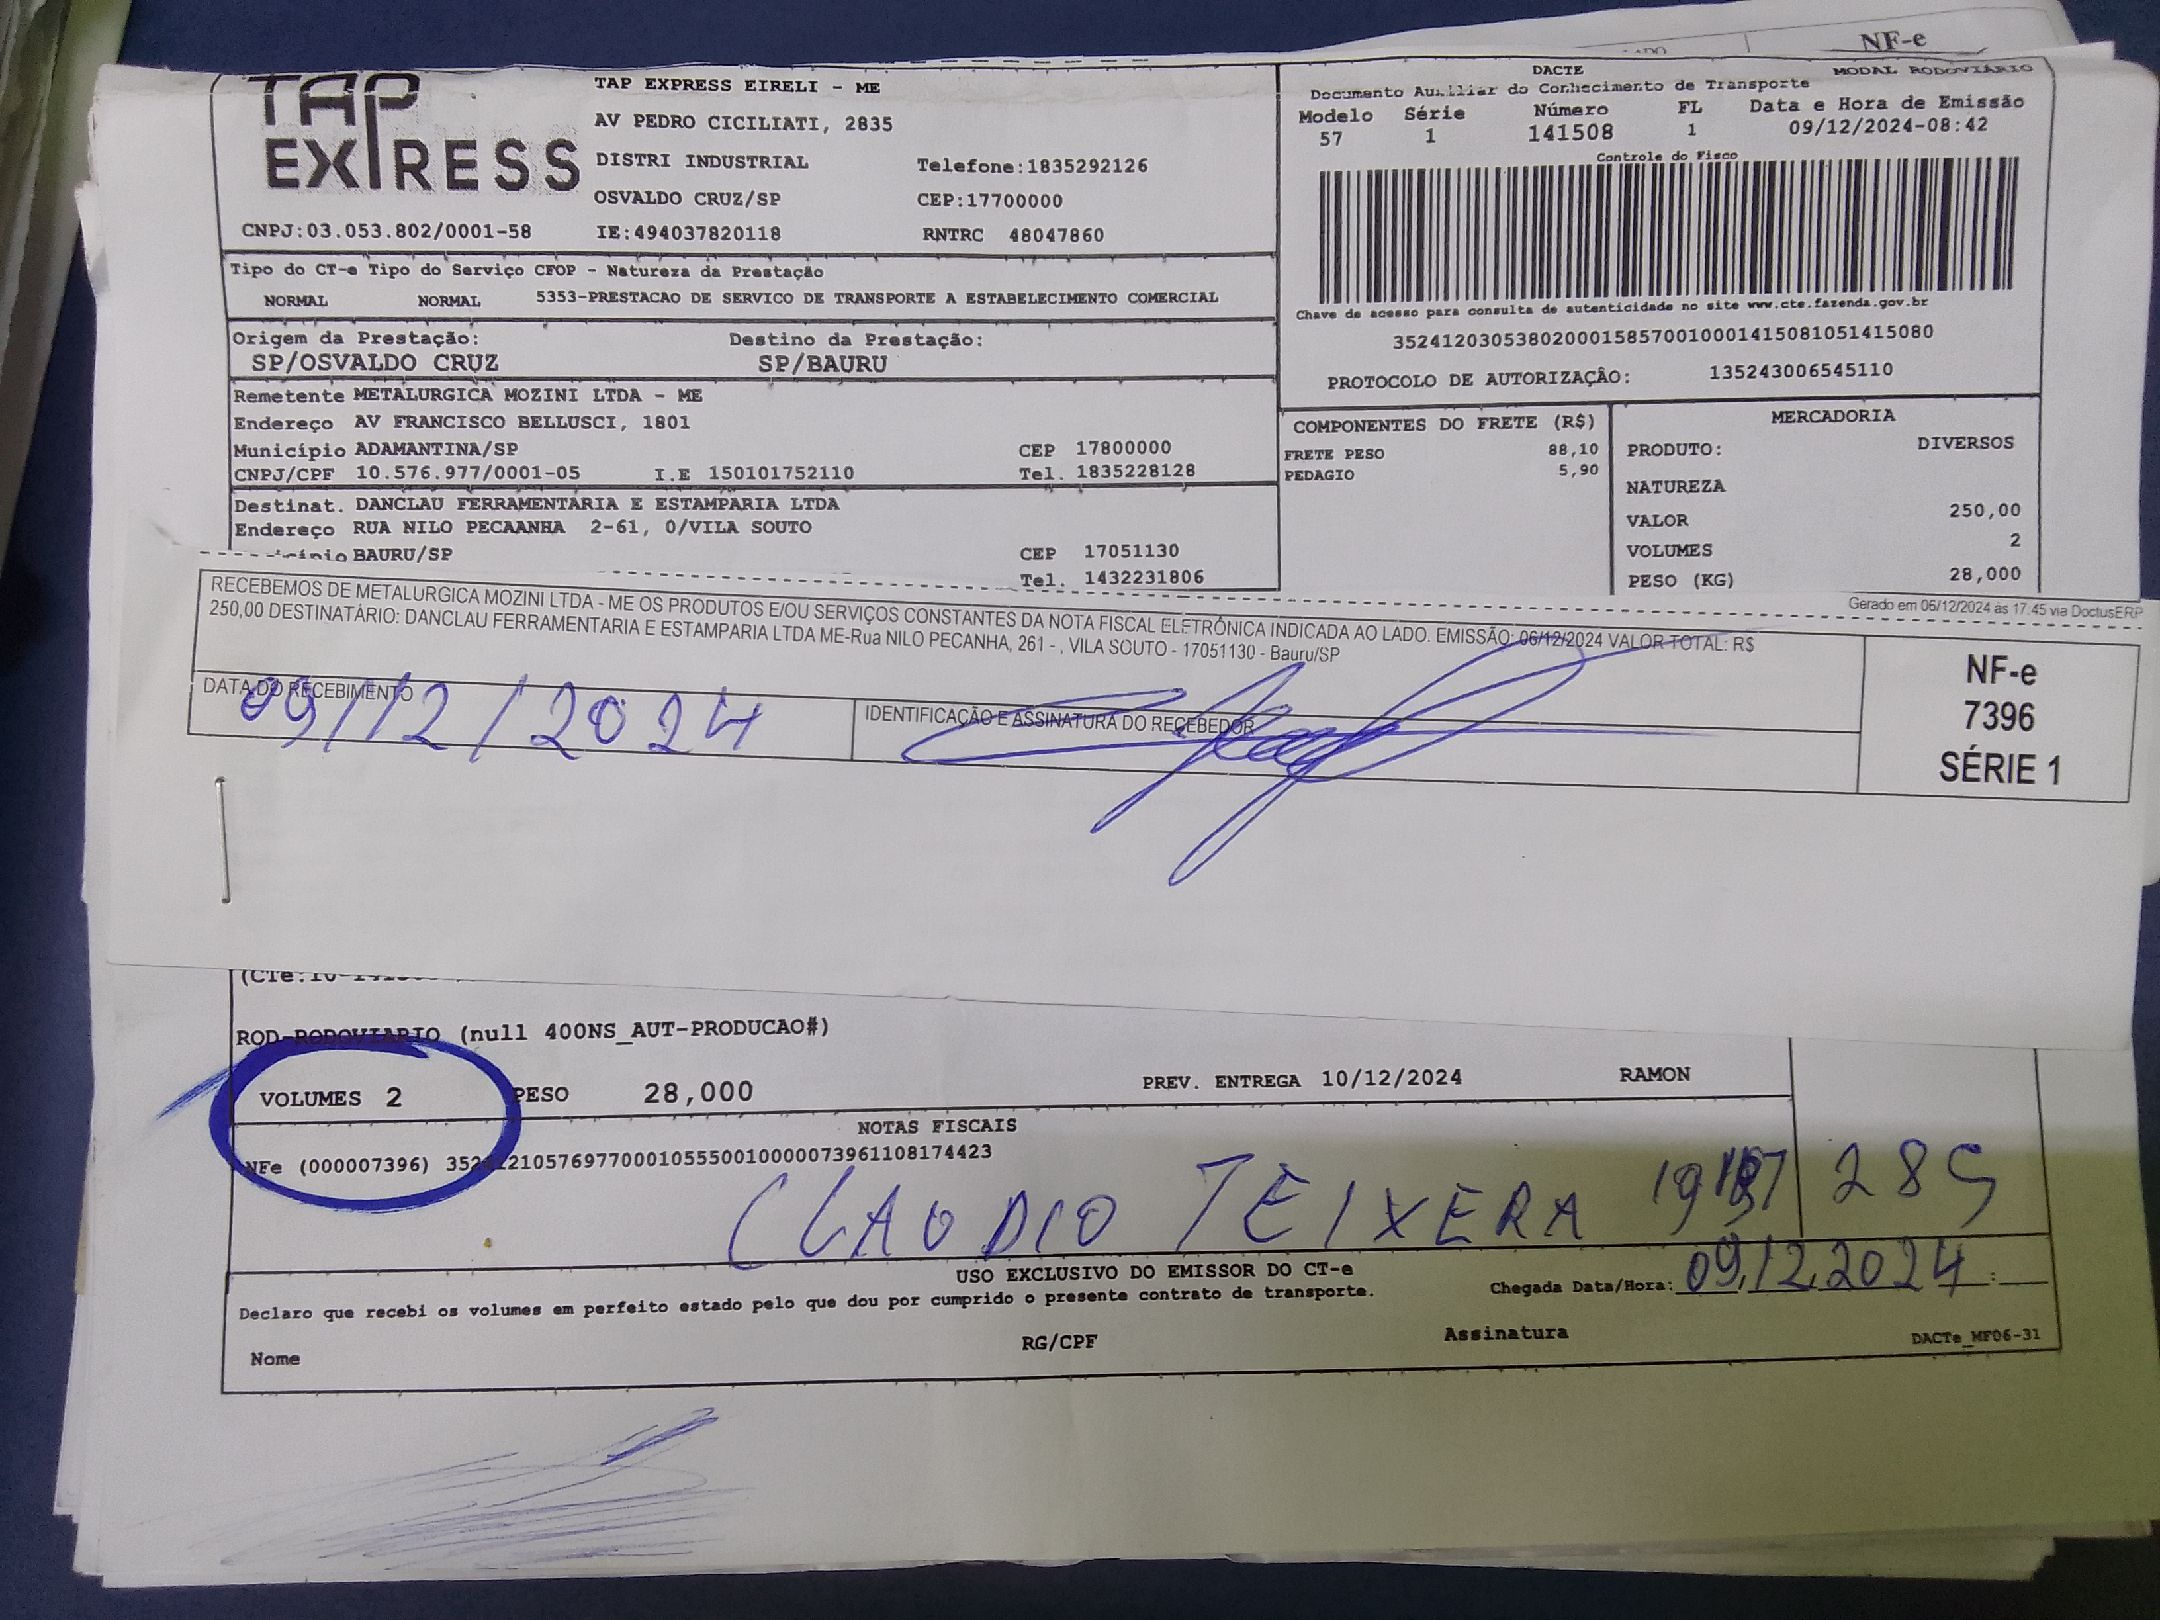 NF-e
TAP EXPRESS
TAP EXPRESS EIRELI - ME
AV PEDRO CICILIATI, 2835
DISTRI INDUSTRIAL Telefone:1835292126
OSVALDO CRUZ/SP CEP:17700000
CNPJ:03.053.802/0001-58 IE:494037820118 RNTRC 48047860
DACTE MODAL RODOVIÁRIO
Documento Auxiliar do Conhecimento de Transporte
Modelo Série Número FL Data e Hora de Emissão
57 1 141508 1 09/12/2024-08:42
Controle do Fisco
Chave de acesso para consulta de autenticidade no site www.cte.fazenda.gov.br
35241203053802000158570010001415081051415080
PROTOCOLO DE AUTORIZAÇÃO: 135243006545110
Tipo do CT-e Tipo do Serviço CFOP - Natureza da Prestação
NORMAL NORMAL 5353-PRESTACAO DE SERVICO DE TRANSPORTE A ESTABELECIMENTO COMERCIAL
Origem da Prestação: Destino da Prestação:
SP/OSVALDO CRUZ SP/BAURU
Remetente METALURGICA MOZINI LTDA - ME
Endereço AV FRANCISCO BELLUSCI, 1801
Município ADAMANTINA/SP CEP 17800000
CNPJ/CPF 10.576.977/0001-05 I.E 150101752110 Tel. 1835228128
Destinat. DANCLAU FERRAMENTARIA E ESTAMPARIA LTDA
Endereço RUA NILO PECAANHA 2-61, 0/VILA SOUTO
BAURU/SP CEP 17051130
Tel. 1432231806
COMPONENTES DO FRETE (R$)
FRETE PESO 88,10
PEDAGIO 5,90
MERCADORIA
PRODUTO: DIVERSOS
NATUREZA
VALOR 250,00
VOLUMES 2
PESO (KG) 28,000
Gerado em 06/12/2024 às 17:45 via DoctusERP
RECEBEMOS DE METALURGICA MOZINI LTDA - ME OS PRODUTOS E/OU SERVIÇOS CONSTANTES DA NOTA FISCAL ELETRÔNICA INDICADA AO LADO. EMISSÃO: 06/12/2024 VALOR TOTAL: R$
250,00 DESTINATÁRIO: DANCLAU FERRAMENTARIA E ESTAMPARIA LTDA ME-Rua NILO PECANHA, 261 - , VILA SOUTO - 17051130 - Bauru/SP
DATA DO RECEBIMENTO
09/12/2024
IDENTIFICAÇÃO E ASSINATURA DO RECEBEDOR
NF-e
7396
SÉRIE 1
ROD-RODOVIARIO (null 400NS_AUT-PRODUCAO#)
VOLUMES 2 PESO 28,000 PREV. ENTREGA 10/12/2024 RAMON
NOTAS FISCAIS
NFe (000007396)
CLAUDIO TEIXERA
09.12.2024
USO EXCLUSIVO DO EMISSOR DO CT-e
Chegada Data/Hora:
Declaro que recebi os volumes em perfeito estado pelo que dou por cumprido o presente contrato de transporte.
Nome RG/CPF Assinatura DACTe_MF06-31